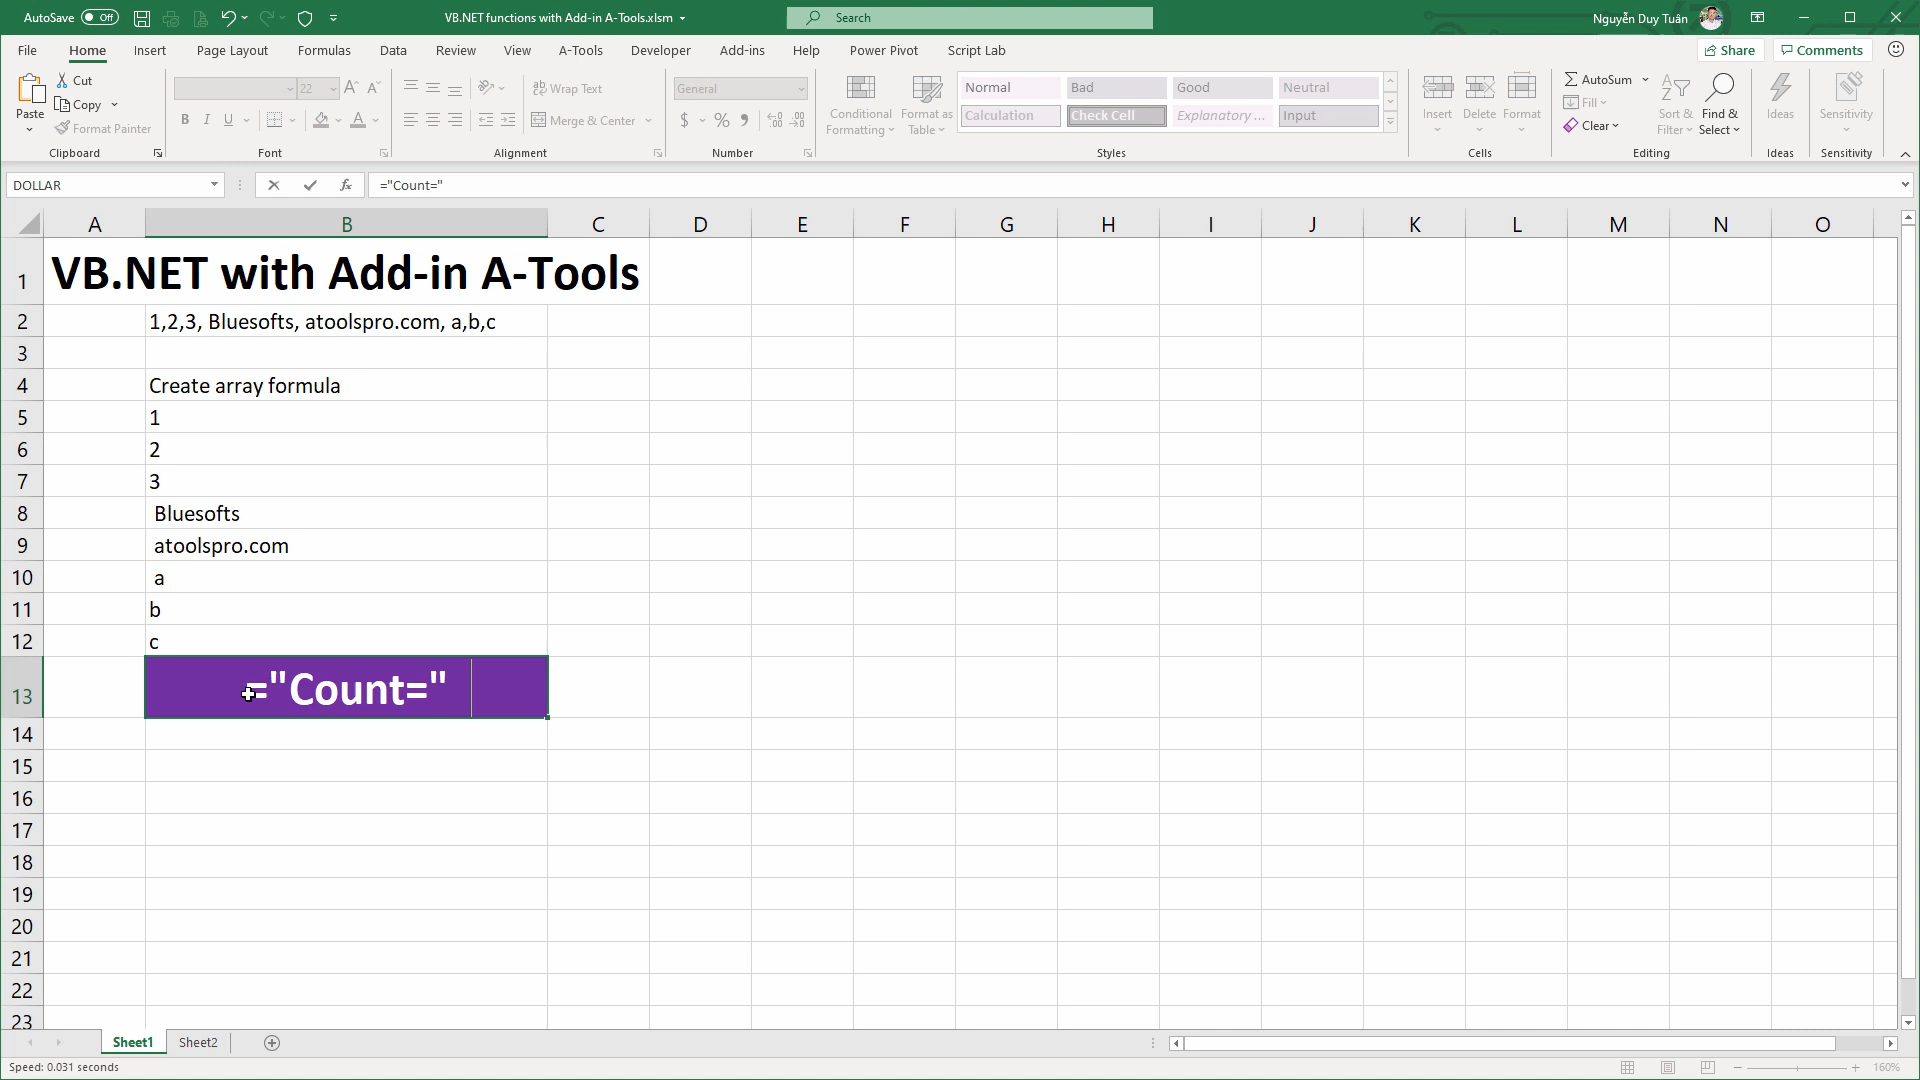 AutoSave Off VB.NET functions with Add-in A-Tools.xlsm Search Nguyễn Duy Tuân
File Home Insert Page Layout Formulas Data Review View A-Tools Developer Add-ins Help Power Pivot Script Lab Share Comments
Paste Cut Copy Format Painter
22 A A
B I U A
ab Wrap Text
Merge & Center
General
$ %
Conditional Formatting Format as Table
Normal Bad Good Neutral
Calculation Check Cell Explanatory ... Input
Insert Delete Format
AutoSum Fill Clear
Sort & Filter Find & Select
Ideas Sensitivity
Clipboard Font Alignment Number Styles Cells Editing Ideas Sensitivity
DOLLAR fx ="Count="
A B C D E F G H I J K L M N O
1 VB.NET with Add-in A-Tools
2 1,2,3, Bluesofts, atoolspro.com, a,b,c
3
4 Create array formula
5 1
6 2
7 3
8 Bluesofts
9 atoolspro.com
10 a
11 b
12 c
13 ="Count="
14
15
16
17
18
19
20
21
22
23
Sheet1 Sheet2
Speed: 0.031 seconds 160%